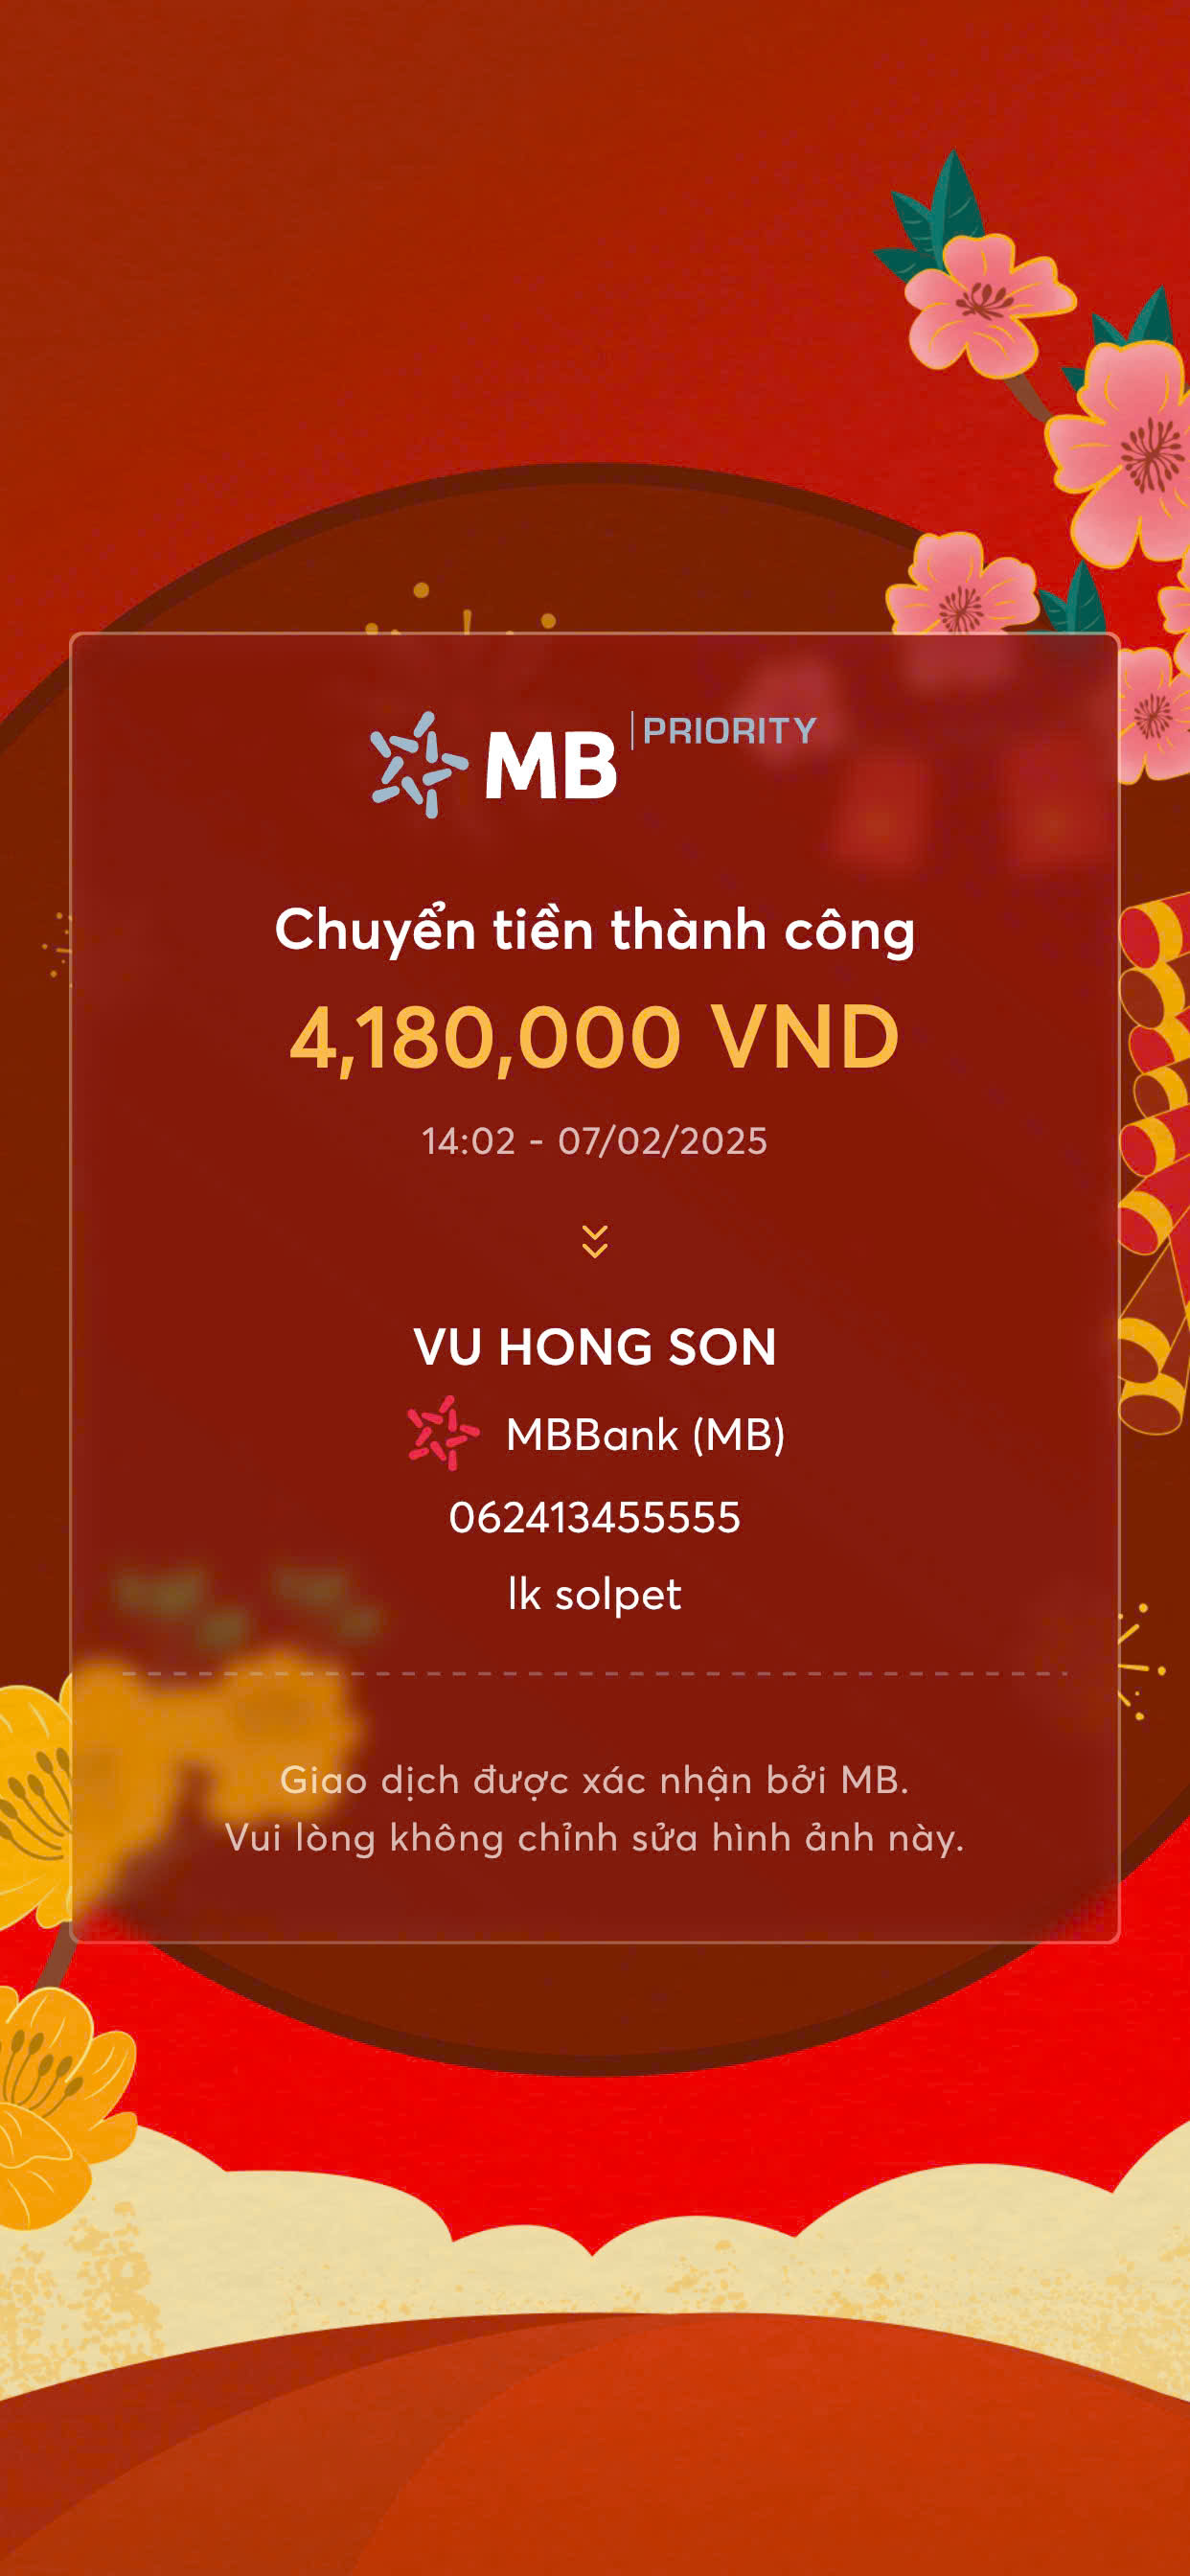 MB PRIORITY
Chuyển tiền thành công
4,180,000 VND
14:02 - 07/02/2025
VU HONG SON
MBBank (MB)
062413455555
lk solpet
Giao dịch được xác nhận bởi MB.
Vui lòng không chỉnh sửa hình ảnh này.